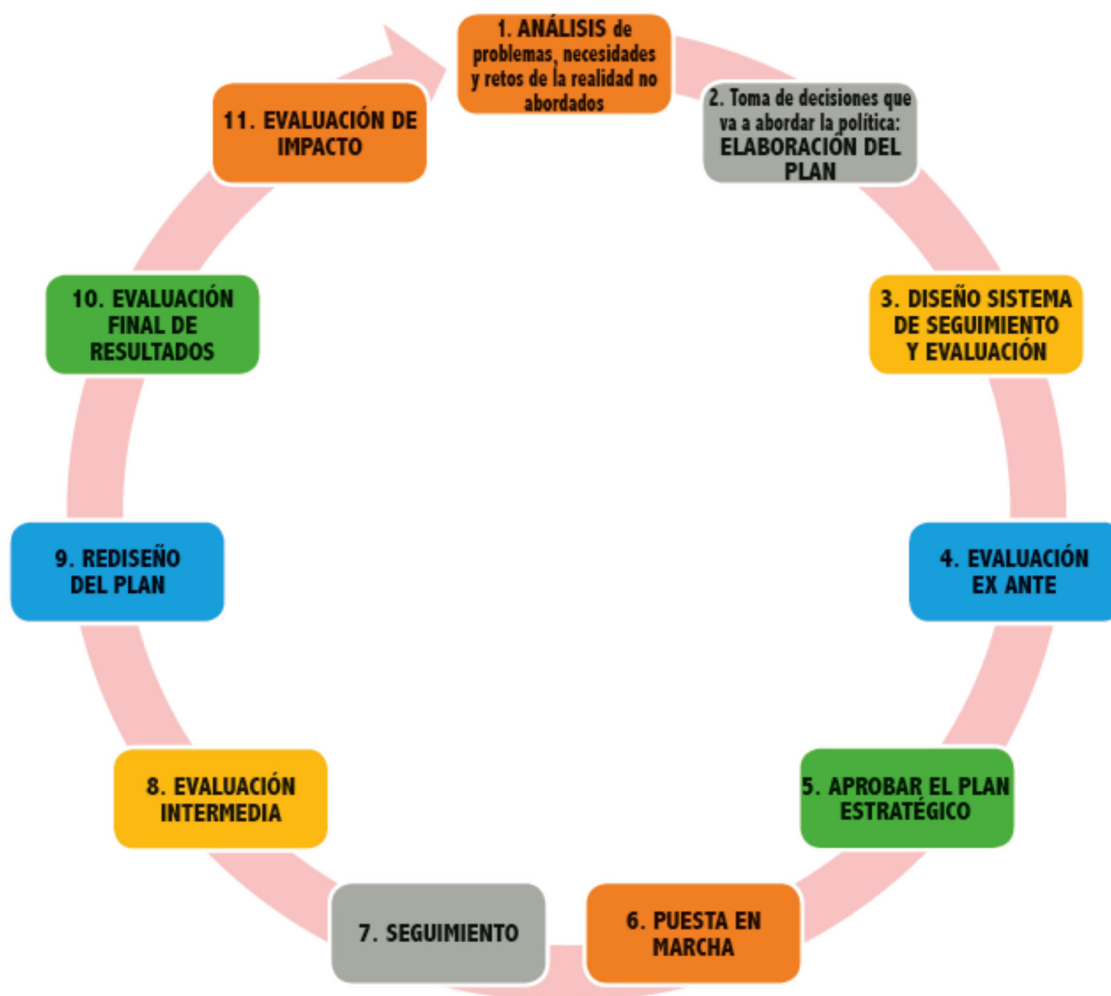 1. ANÁLISIS de
problemas, necesidades
y retos de la realidad no
abordados
2. Toma de decisiones que
va a abordar la política:
ELABORACIÓN DEL
PLAN
3. DISEÑO SISTEMA
DE SEGUIMIENTO
Y EVALUACIÓN
4. EVALUACIÓN
EX ANTE
5. APROBAR EL PLAN
ESTRATÉGICO
6. PUESTA EN
MARCHA
7. SEGUIMIENTO
8. EVALUACIÓN
INTERMEDIA
9. REDISEÑO
DEL PLAN
10. EVALUACIÓN
FINAL DE
RESULTADOS
11. EVALUACIÓN DE
IMPACTO